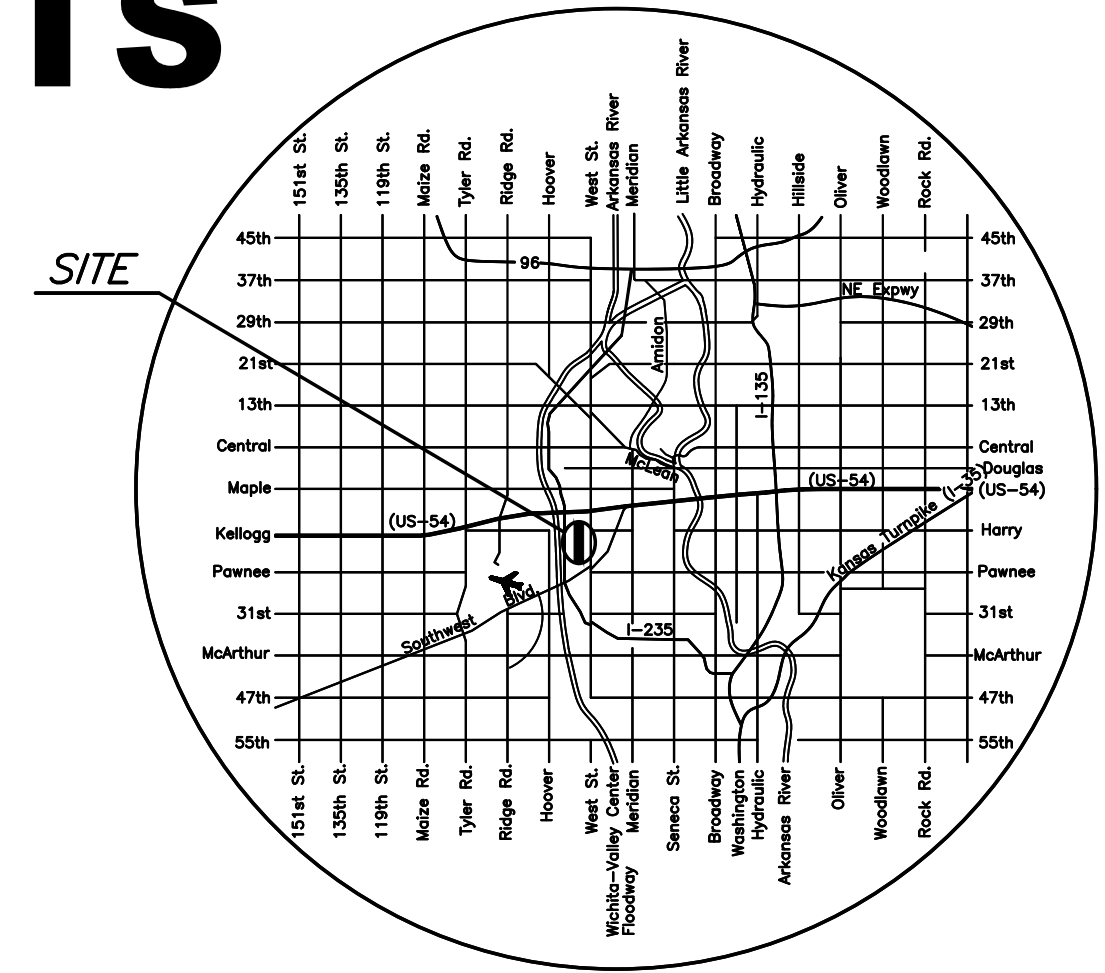 rs
SITE
151st St.
135th St.
119th St.
Maize Rd.
Tyler Rd.
Ridge Rd.
Hoover
West St.
Arkansas River
Meridian
Little Arkansas River
Broadway
Hydraulic
Hillside
Oliver
Woodlawn
Rock Rd.
45th
37th
29th
21st
13th
Central
Maple
Kellogg
Pawnee
31st
McArthur
47th
55th
96
NE Expwy
Amidon
I-135
McLean
(US-54)
(US-54)
(I-35)
Kansas Turnpike
Southwest Blvd.
I-235
45th
37th
29th
21st
13th
Central
Douglas
(US-54)
Harry
Pawnee
31st
McArthur
47th
55th
151st St.
135th St.
119th St.
Maize Rd.
Tyler Rd.
Ridge Rd.
Hoover
West St.
Wichita-Valley Center
Floodway
Meridian
Seneca St.
Broadway
Washington
Hydraulic
Arkansas River
Oliver
Woodlawn
Rock Rd.